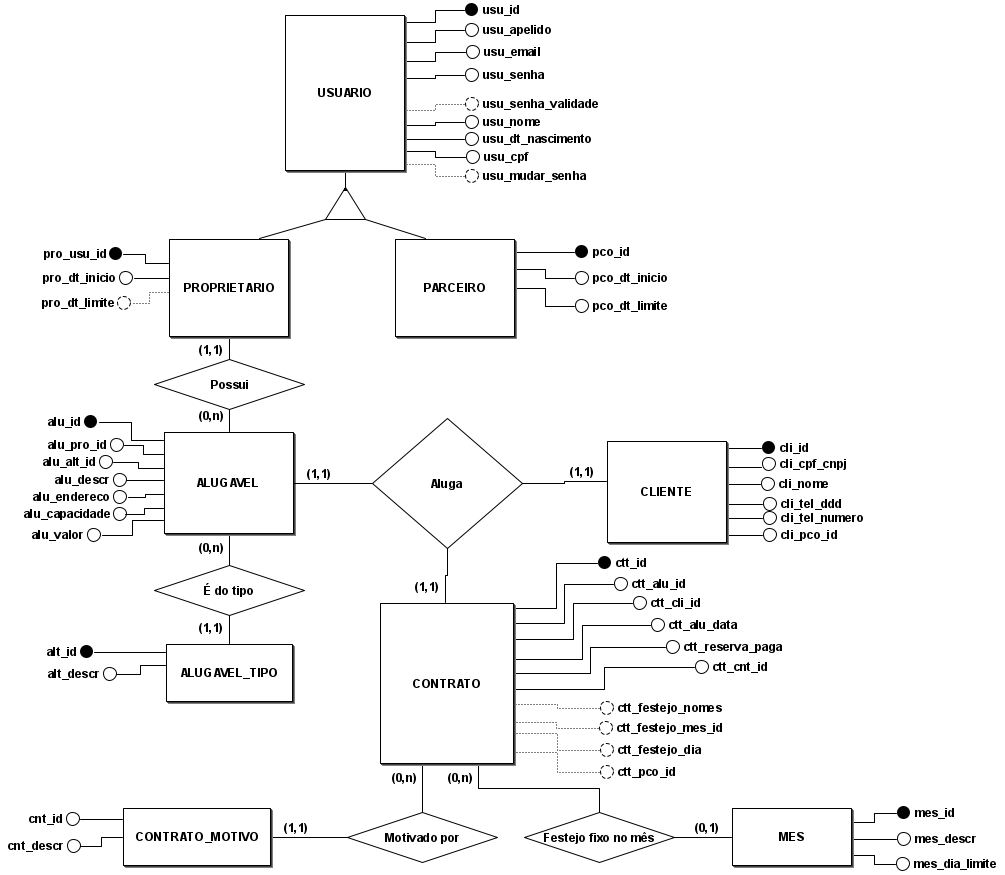 usu_id
usu_apelido
usu_email
usu_senha
USUARIO
usu_senha_validade
usu_nome
usu_dt_nascimento
usu_cpf
usu_mudar_senha
pro_usu_id
pro_dt_inicio
pro_dt_limite
PROPRIETARIO
PARCEIRO
pco_id
pco_dt_inicio
pco_dt_limite
(1,1)
Possui
(0,n)
alu_id
alu_pro_id
alu_alt_id
alu_descr
alu_endereco
alu_capacidade
alu_valor
ALUGAVEL
(1,1)
Aluga
(1,1)
CLIENTE
cli_id
cli_cpf_cnpj
cli_nome
cli_tel_ddd
cli_tel_numero
cli_pco_id
(0,n)
É do tipo
(1,1)
(1,1)
alt_id
alt_descr
ALUGAVEL_TIPO
CONTRATO
ctt_id
ctt_alu_id
ctt_cli_id
ctt_alu_data
ctt_reserva_paga
ctt_cnt_id
ctt_festejo_nomes
ctt_festejo_mes_id
ctt_festejo_dia
ctt_pco_id
(0,n)
(0,n)
cnt_id
cnt_descr
CONTRATO_MOTIVO
(1,1)
Motivado por
Festejo fixo no mês
(0,1)
MES
mes_id
mes_descr
mes_dia_limite